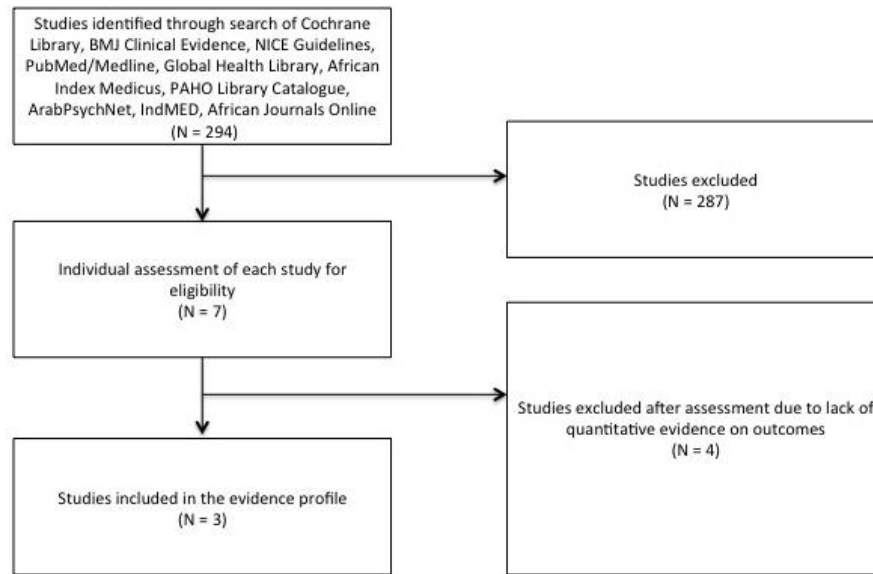 Studies identified through search of Cochrane
Library, BMJ Clinical Evidence, NICE Guidelines,
PubMed/Medline, Global Health Library, African
Index Medicus, PAHO Library Catalogue,
ArabPsychNet, IndMED, African Journals Online
(N = 294)
Studies excluded
(N = 287)
Individual assessment of each study for
eligibility
(N = 7)
Studies excluded after assessment due to lack of
quantitative evidence on outcomes
(N = 4)
Studies included in the evidence profile
(N = 3)